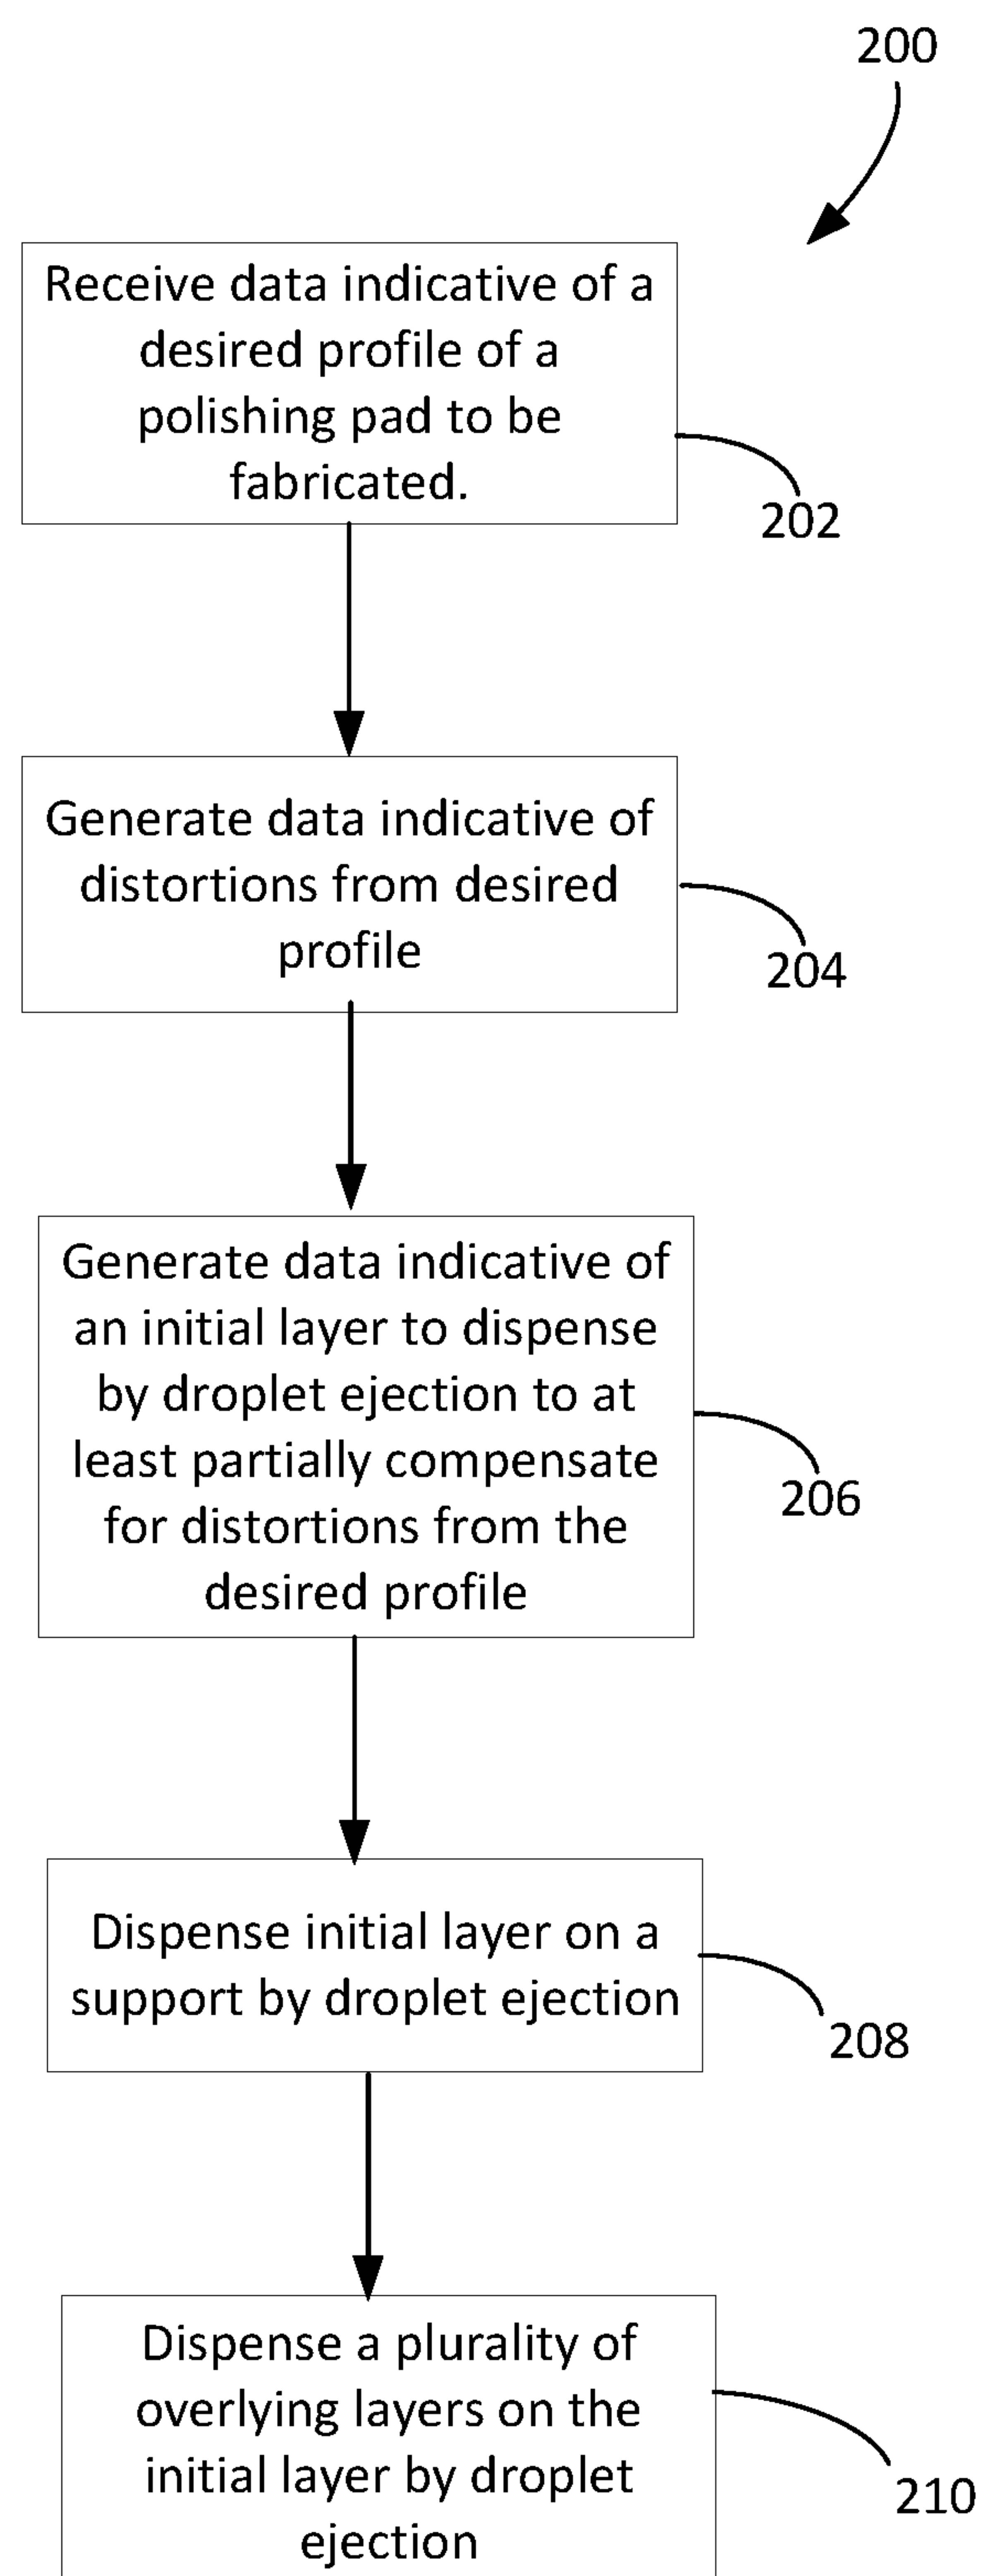 200
Receive data indicative of a
desired profile of a
polishing pad to be
fabricated.
202
Generate data indicative of
distortions from desired
profile
204
Generate data indicative of
an initial layer to dispense
by droplet ejection to at
least partially compensate
for distortions from the
desired profile
206
Dispense initial layer on a
support by droplet ejection
208
Dispense a plurality of
overlying layers on the
initial layer by droplet
ejection
210